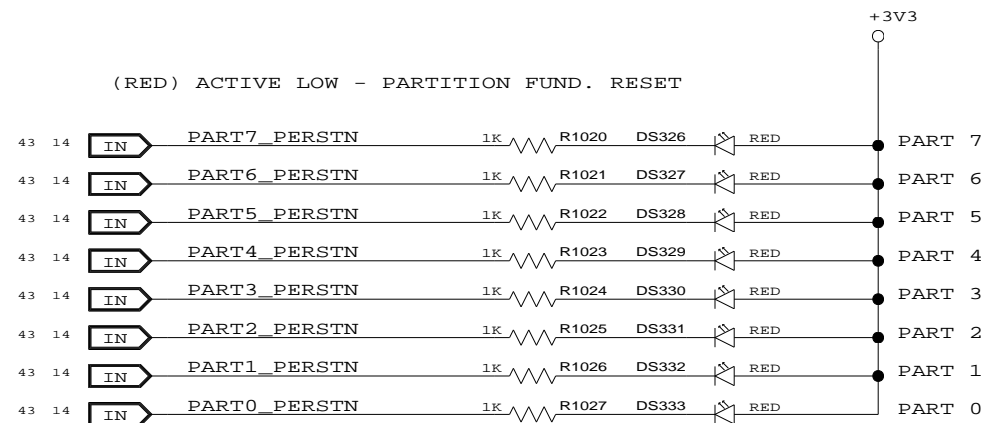 +3V3
(RED) ACTIVE LOW - PARTITION FUND. RESET
43 14 IN PART7_PERSTN 1K R1020 DS326 RED PART 7
43 14 IN PART6_PERSTN 1K R1021 DS327 RED PART 6
43 14 IN PART5_PERSTN 1K R1022 DS328 RED PART 5
43 14 IN PART4_PERSTN 1K R1023 DS329 RED PART 4
43 14 IN PART3_PERSTN 1K R1024 DS330 RED PART 3
43 14 IN PART2_PERSTN 1K R1025 DS331 RED PART 2
43 14 IN PART1_PERSTN 1K R1026 DS332 RED PART 1
43 14 IN PART0_PERSTN 1K R1027 DS333 RED PART 0